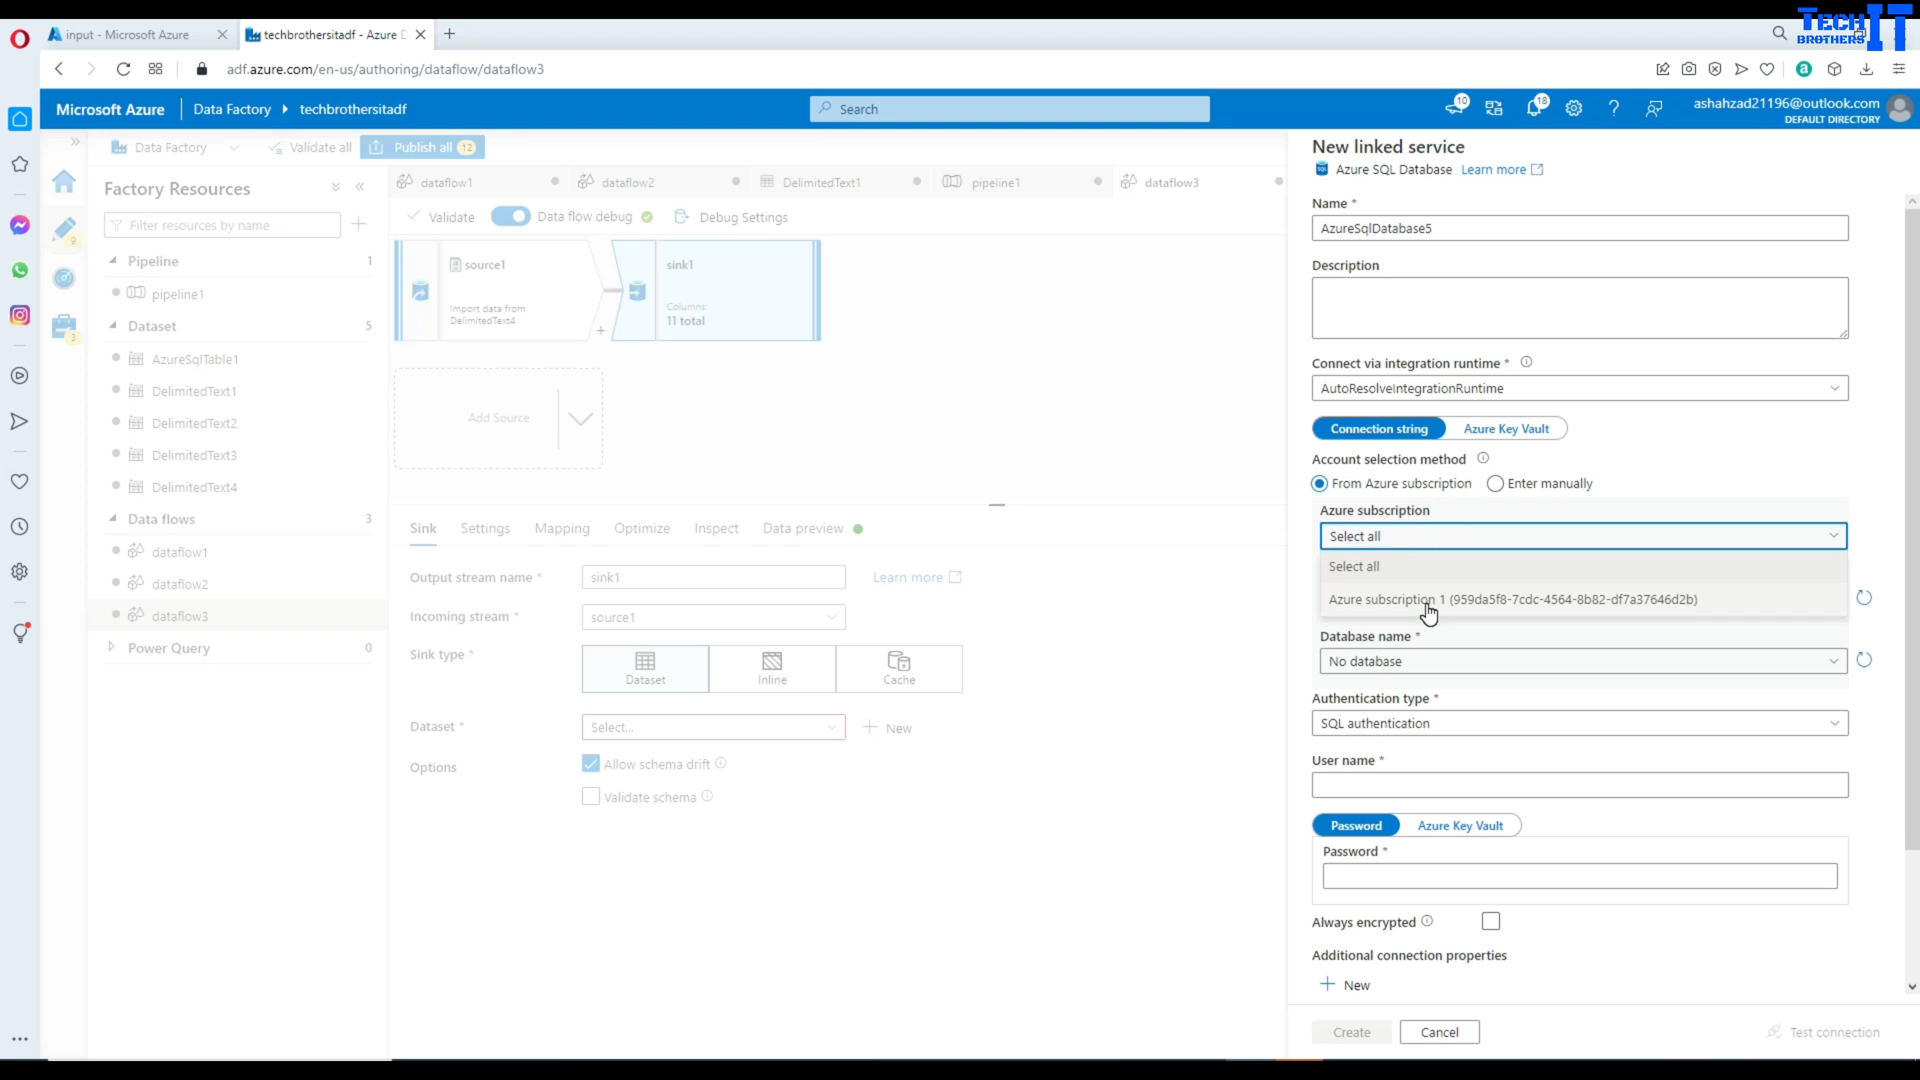 TECH IT
BROTHERS
input - Microsoft Azure
techbrothersitadf - Azure D
adf.azure.com/en-us/authoring/dataflow/dataflow3
Microsoft Azure
Data Factory
techbrothersitadf
Search
10
18
ashahzad21196@outlook.com
DEFAULT DIRECTORY
Data Factory
Validate all
Publish all
12
Factory Resources
Filter resources by name
Pipeline
1
pipeline1
Dataset
5
AzureSqlTable1
DelimitedText1
DelimitedText2
DelimitedText3
DelimitedText4
Data flows
3
dataflow1
dataflow2
dataflow3
Power Query
0
9
3
dataflow1
dataflow2
DelimitedText1
pipeline1
dataflow3
Validate
Data flow debug
Debug Settings
source1
Import data from
DelimitedText4
sink1
Columns:
11 total
Add Source
Sink
Settings
Mapping
Optimize
Inspect
Data preview
Output stream name *
sink1
Learn more
Incoming stream *
source1
Sink type *
Dataset
Inline
Cache
Dataset *
Select...
New
Options
Allow schema drift
Validate schema
New linked service
Azure SQL Database
Learn more
Name *
AzureSqlDatabase5
Description
Connect via integration runtime *
AutoResolveIntegrationRuntime
Connection string
Azure Key Vault
Account selection method
From Azure subscription
Enter manually
Azure subscription
Select all
Select all
Azure subscription 1 (959da5f8-7cdc-4564-8b82-df7a37646d2b)
Database name *
No database
Authentication type *
SQL authentication
User name *
Password
Azure Key Vault
Password *
Always encrypted
Additional connection properties
New
Create
Cancel
Test connection